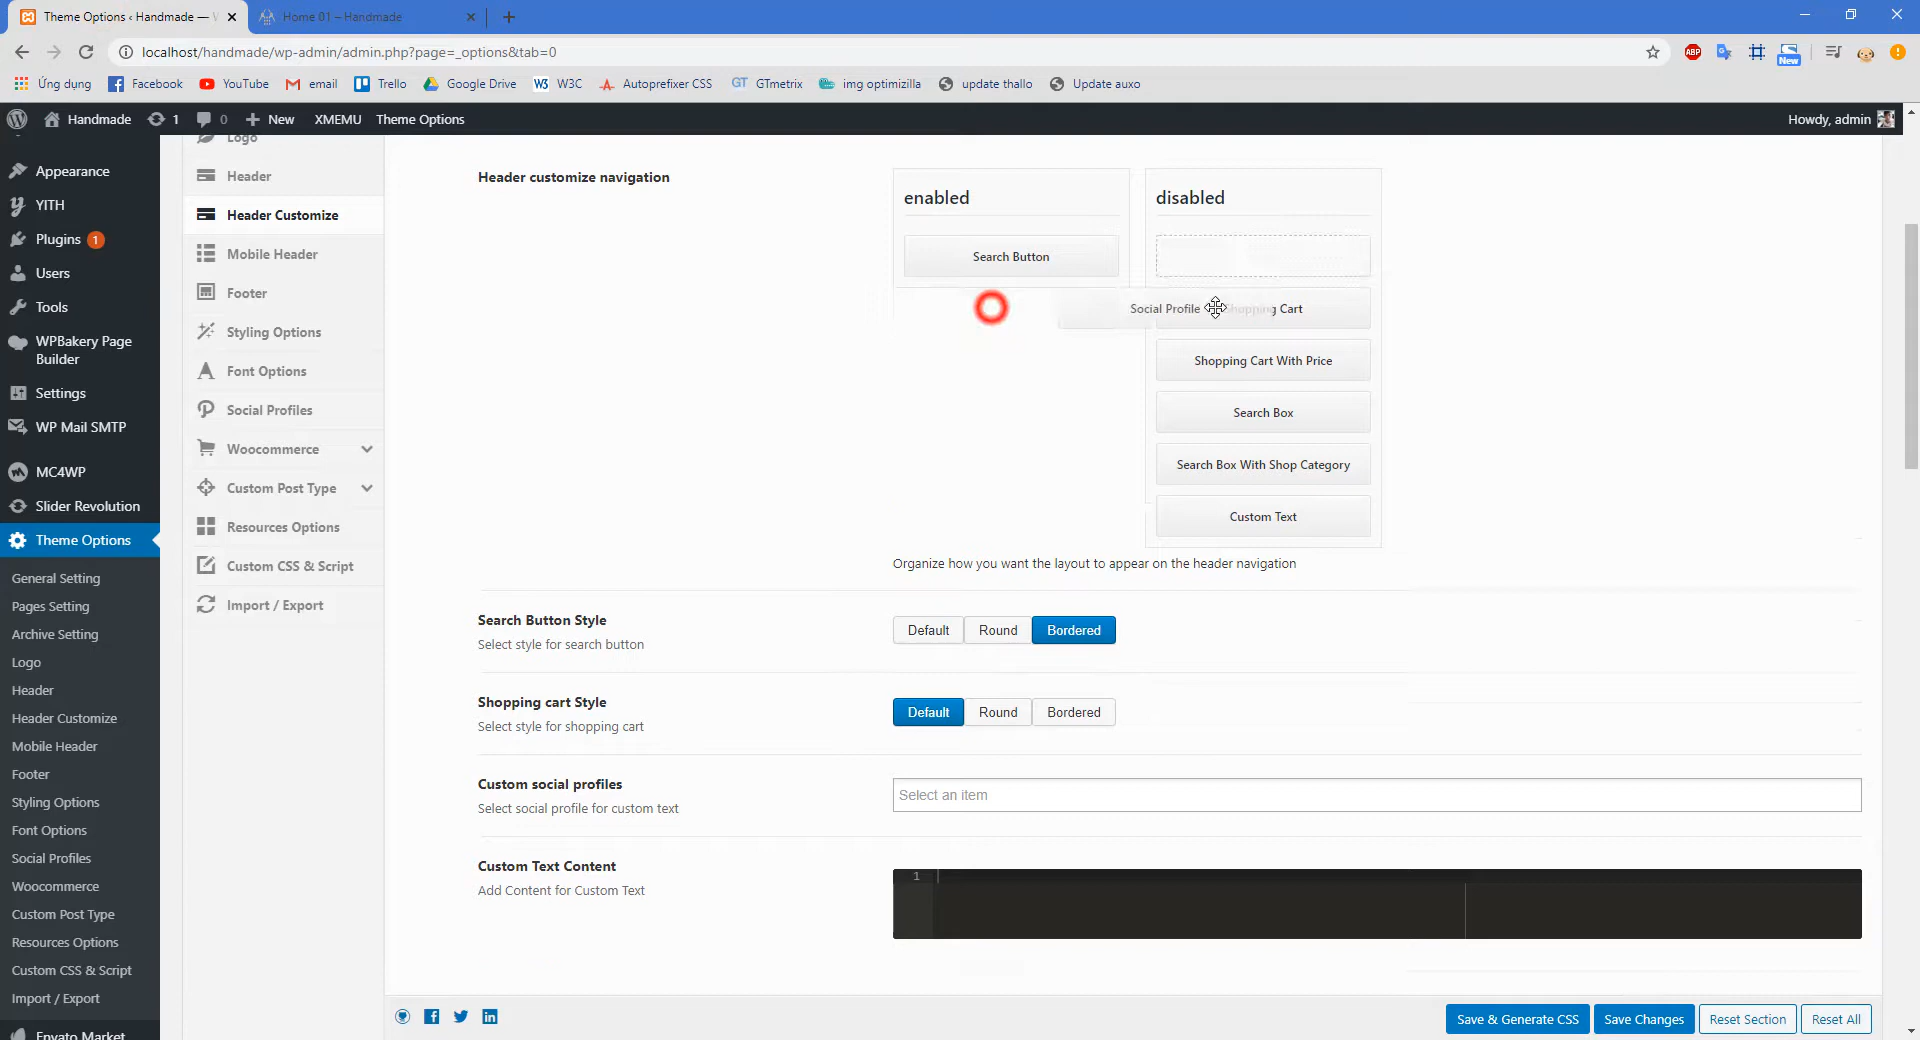 Theme Options ‹ Handmade — W
Home 01 – Handmade
localhost/handmade/wp-admin/admin.php?page=_options&tab=0
ABP
New
Ứng dụng
Facebook
YouTube
email
Trello
Google Drive
W3C
Autoprefixer CSS
GT GTmetrix
img optimizilla
update thallo
Update auxo
Handmade
1
0
New
XMEMU
Theme Options
Howdy, admin
Appearance
YITH
Plugins 1
Users
Tools
WPBakery Page
Builder
Settings
WP Mail SMTP
MC4WP
Slider Revolution
Theme Options
General Setting
Pages Setting
Archive Setting
Logo
Header
Header Customize
Mobile Header
Footer
Styling Options
Font Options
Social Profiles
Woocommerce
Custom Post Type
Resources Options
Custom CSS & Script
Import / Export
Envato Market
Logo
Header
Header Customize
Mobile Header
Footer
Styling Options
Font Options
Social Profiles
Woocommerce
Custom Post Type
Resources Options
Custom CSS & Script
Import / Export
Header customize navigation
enabled
Search Button
disabled
Social Profile
Shopping Cart
Shopping Cart With Price
Search Box
Search Box With Shop Category
Custom Text
Organize how you want the layout to appear on the header navigation
Search Button Style
Select style for search button
Default
Round
Bordered
Shopping cart Style
Select style for shopping cart
Default
Round
Bordered
Custom social profiles
Select social profile for custom text
Select an item
Custom Text Content
Add Content for Custom Text
1
Save & Generate CSS
Save Changes
Reset Section
Reset All